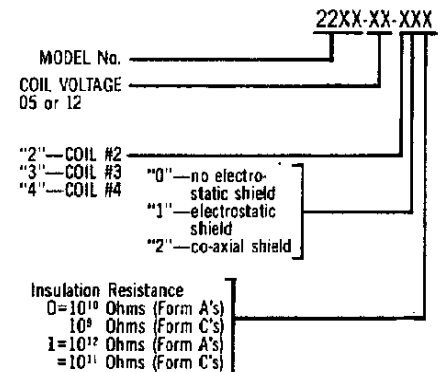 22XX-XX-XXX
MODEL No.
COIL VOLTAGE
05 or 12
"2"—COIL #2
"3"—COIL #3
"4"—COIL #4
"0"—no electro-
static shield
"1"—electrostatic
shield
"2"—co-axial shield
Insulation Resistance
0=10¹⁰ Ohms (Form A's)
10⁹ Ohms (Form C's)
1=10¹² Ohms (Form A's)
=10¹¹ Ohms (Form C's)